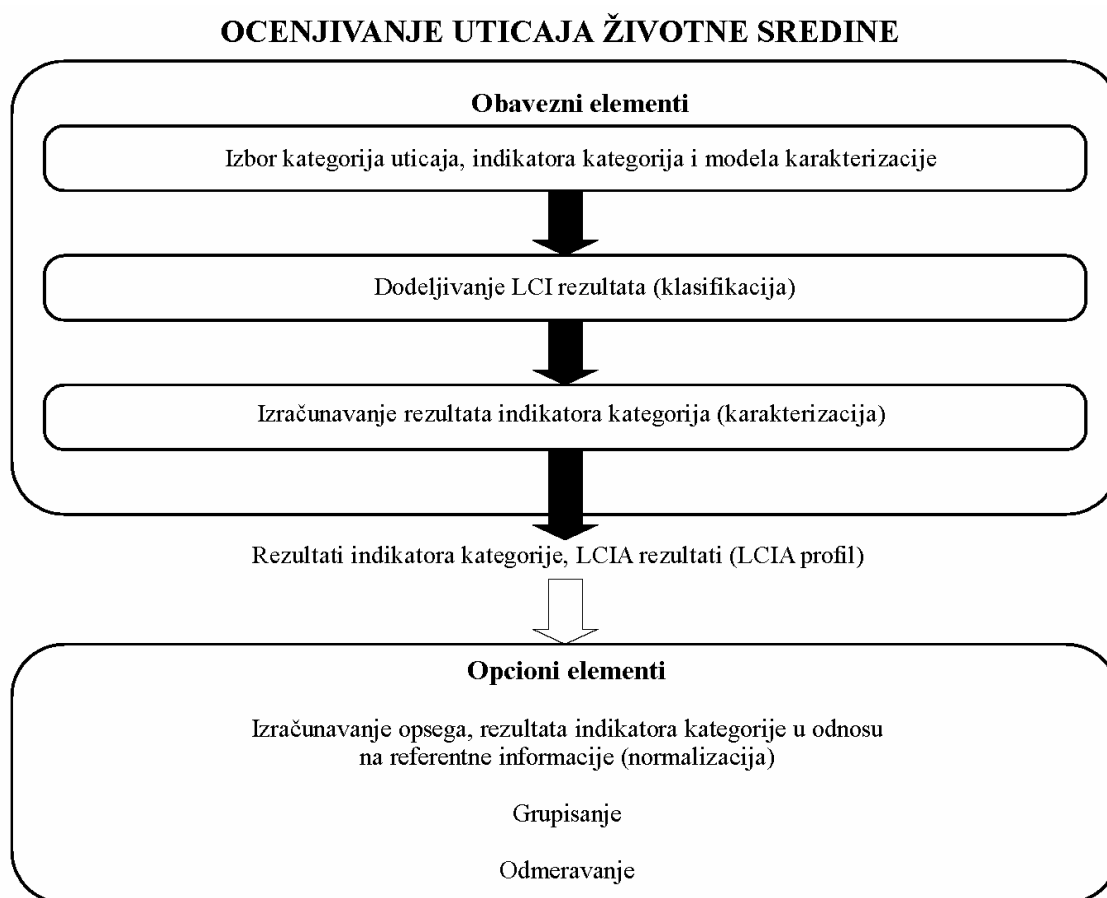 OCENJIVANJE UTICAJA ŽIVOTNE SREDINE
Obavezni elementi
Izbor kategorija uticaja, indikatora kategorija i modela karakterizacije
Dodeljivanje LCI rezultata (klasifikacija)
Izračunavanje rezultata indikatora kategorija (karakterizacija)
Rezultati indikatora kategorije, LCIA rezultati (LCIA profil)
Opcioni elementi
Izračunavanje opsega, rezultata indikatora kategorije u odnosu
na referentne informacije (normalizacija)
Grupisanje
Odmeravanje